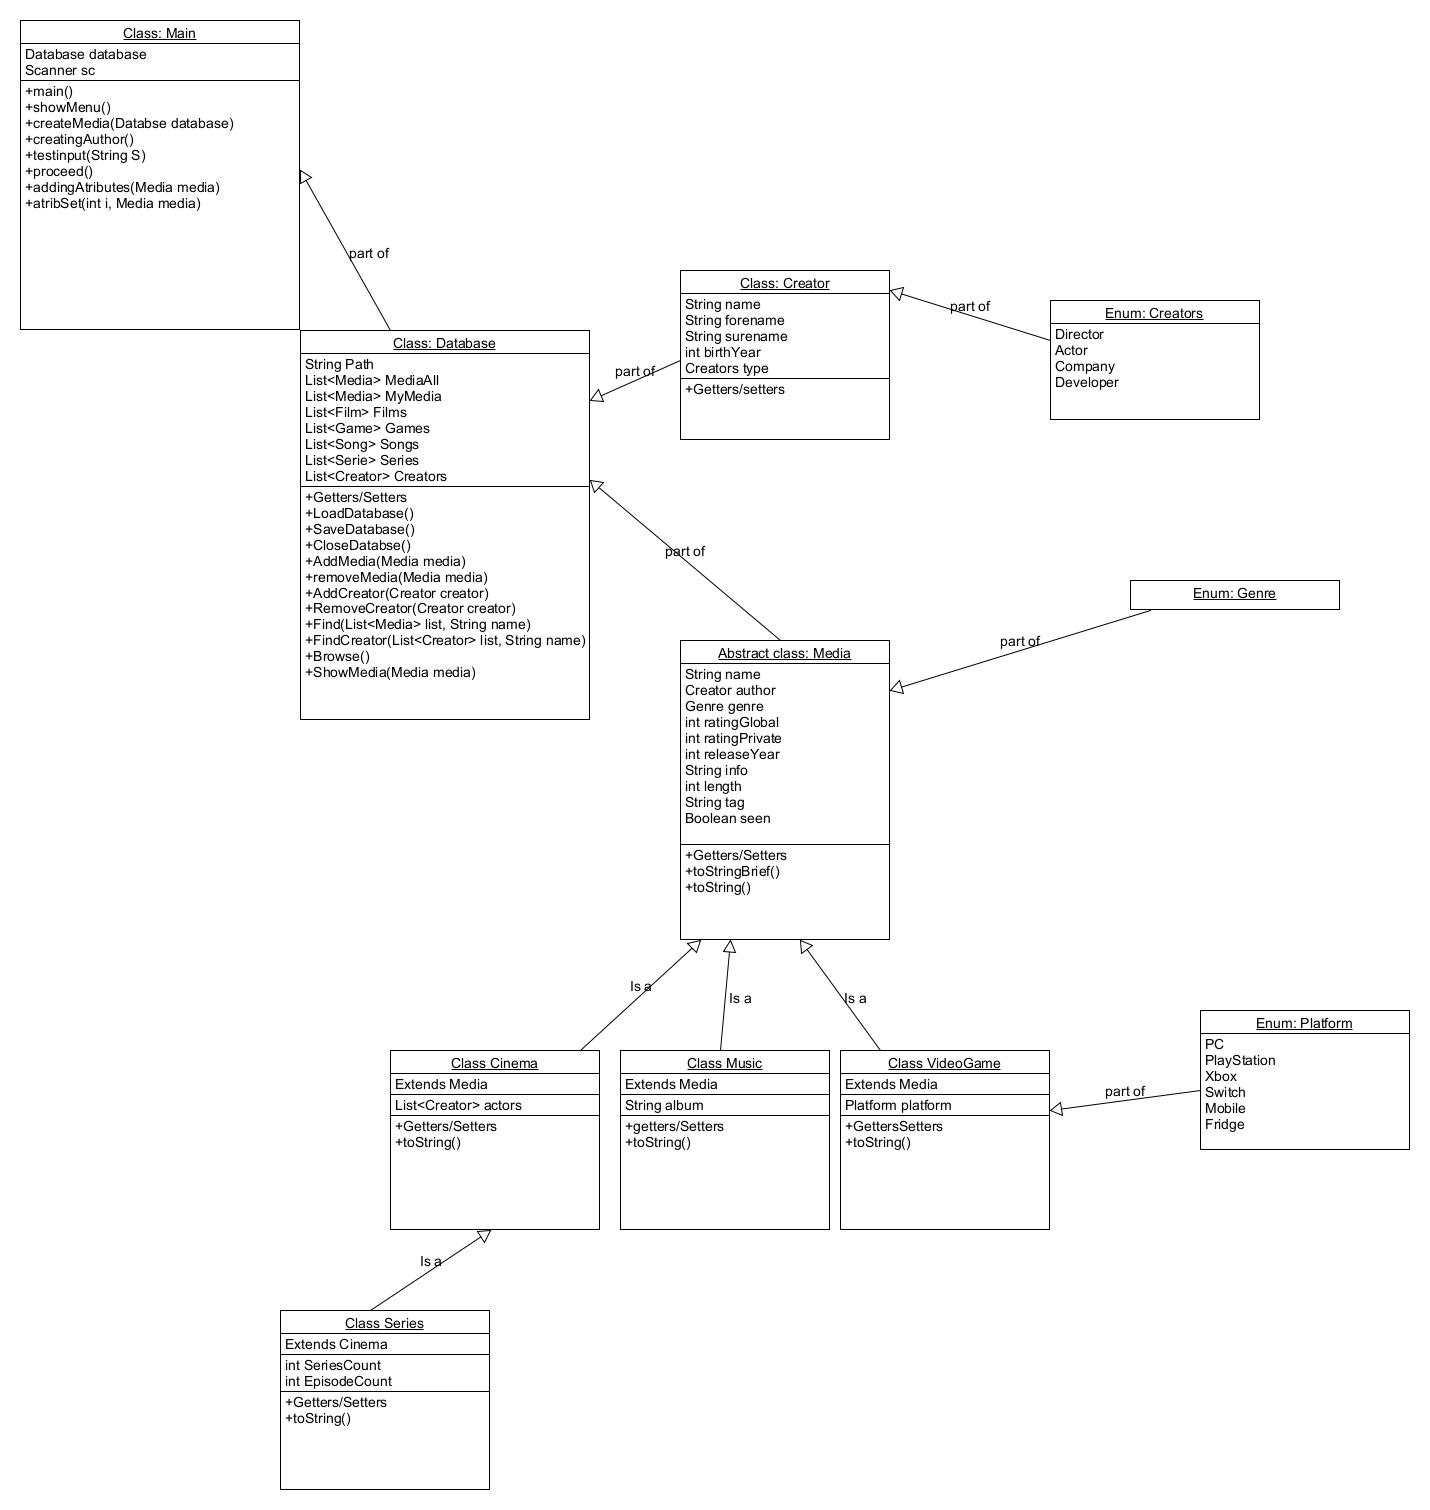 Class: Main
Database database
Scanner sc
+main()
+showMenu()
+createMedia(Databse database)
+creatingAuthor()
+testinput(String S)
+proceed()
+addingAtributes(Media media)
+atribSet(int i, Media media)
part of
Class: Database
String Path
List<Media> MediaAll
List<Media> MyMedia
List<Film> Films
List<Game> Games
List<Song> Songs
List<Serie> Series
List<Creator> Creators
+Getters/Setters
+LoadDatabase()
+SaveDatabase()
+CloseDatabse()
+AddMedia(Media media)
+removeMedia(Media media)
+AddCreator(Creator creator)
+RemoveCreator(Creator creator)
+Find(List<Media> list, String name)
+FindCreator(List<Creator> list, String name)
+Browse()
+ShowMedia(Media media)
part of
Class: Creator
String name
String forename
String surename
int birthYear
Creators type
+Getters/setters
part of
Enum: Creators
Director
Actor
Company
Developer
part of
Enum: Genre
part of
Abstract class: Media
String name
Creator author
Genre genre
int ratingGlobal
int ratingPrivate
int releaseYear
String info
int length
String tag
Boolean seen
+Getters/Setters
+toStringBrief()
+toString()
Is a
Is a
Is a
Class Cinema
Extends Media
List<Creator> actors
+Getters/Setters
+toString()
Class Music
Extends Media
String album
+getters/Setters
+toString()
Class VideoGame
Extends Media
Platform platform
+GettersSetters
+toString()
part of
Enum: Platform
PC
PlayStation
Xbox
Switch
Mobile
Fridge
Is a
Class Series
Extends Cinema
int SeriesCount
int EpisodeCount
+Getters/Setters
+toString()